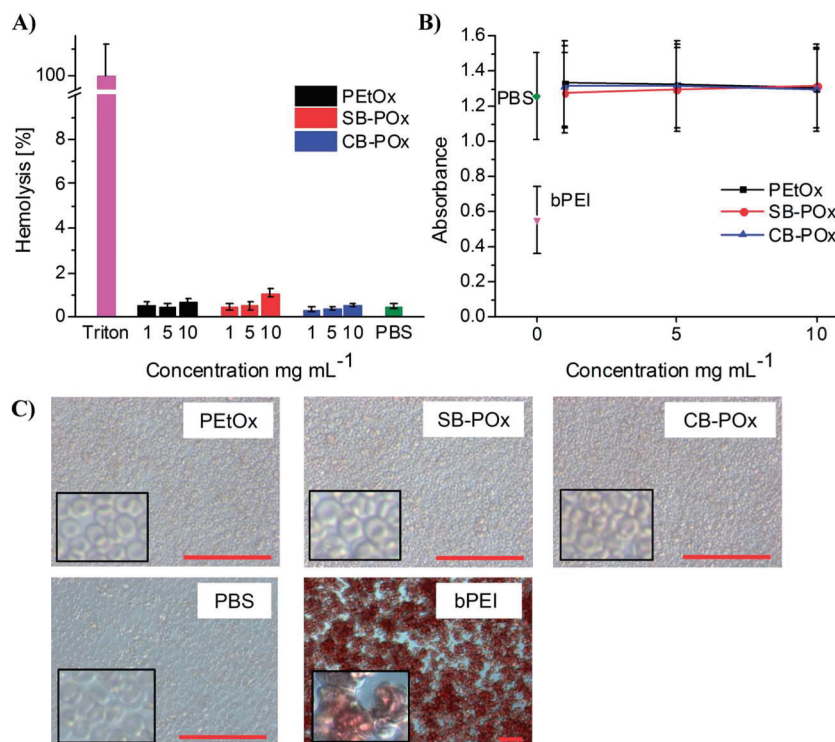 A)
Hemolysis [%]
100
8
6
4
2
0
PEtOx
SB-POx
CB-POx
Triton 1 5 10 1 5 10 1 5 10 PBS
Concentration mg mL⁻¹
B)
Absorbance
1.6
1.4
1.2
1.0
0.8
0.6
0.4
0.2
0.0
PBS
bPEI
PEtOx
SB-POx
CB-POx
0 5 10
Concentration mg mL⁻¹
C)
PEtOx
SB-POx
CB-POx
PBS
bPEI